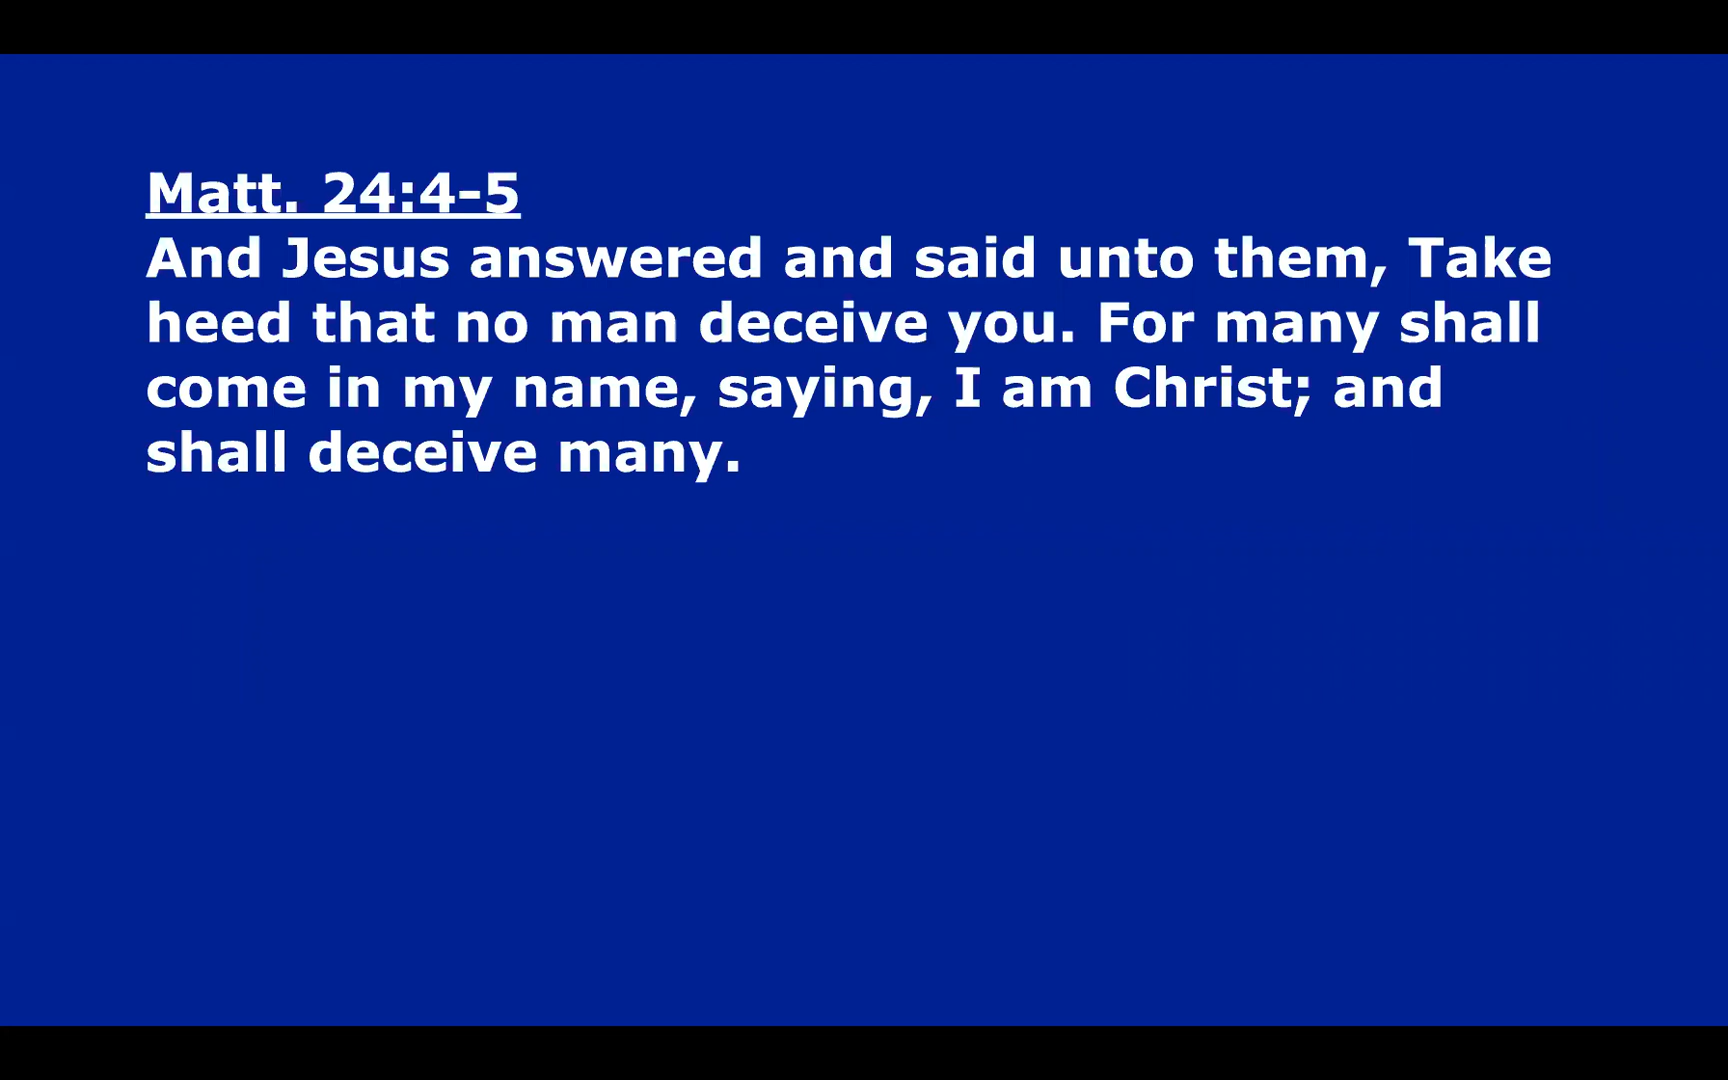 Matt. 24:4-5
And Jesus answered and said unto them, Take
heed that no man deceive you. For many shall
come in my name, saying, I am Christ; and
shall deceive many.